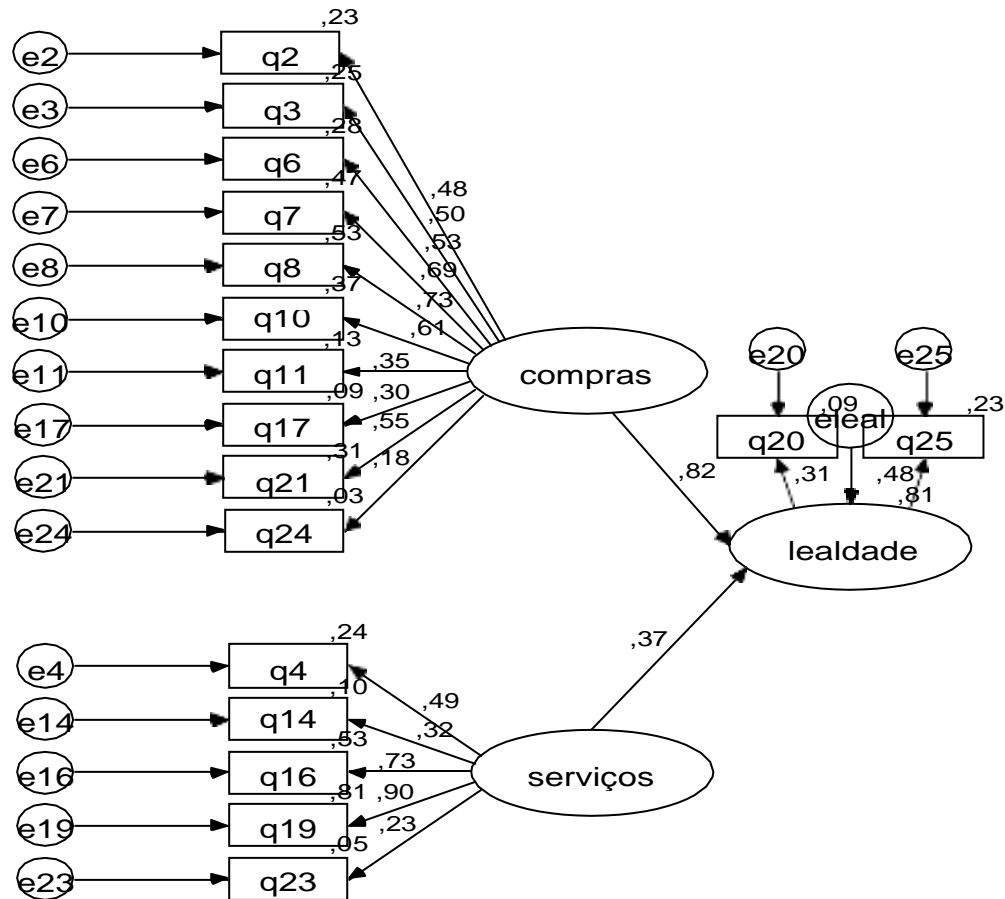 ,23
e2
q2
,25
e3
q3
,28
e6
q6
,47
e7
q7
,53
e8
q8
,37
e10
q10
,13
e11
q11
,09
e17
q17
,31
e21
q21
,03
e24
q24
,48
,50
,53
,69
,73
,61
,35
,30
,55
,18
compras
,82
e20
e25
eleal
,09
,23
q20
q25
,31
,48
,81
lealdade
,37
,24
e4
q4
,10
e14
q14
,53
e16
q16
,81
e19
q19
,05
e23
q23
,49
,32
,73
,90
,23
serviços